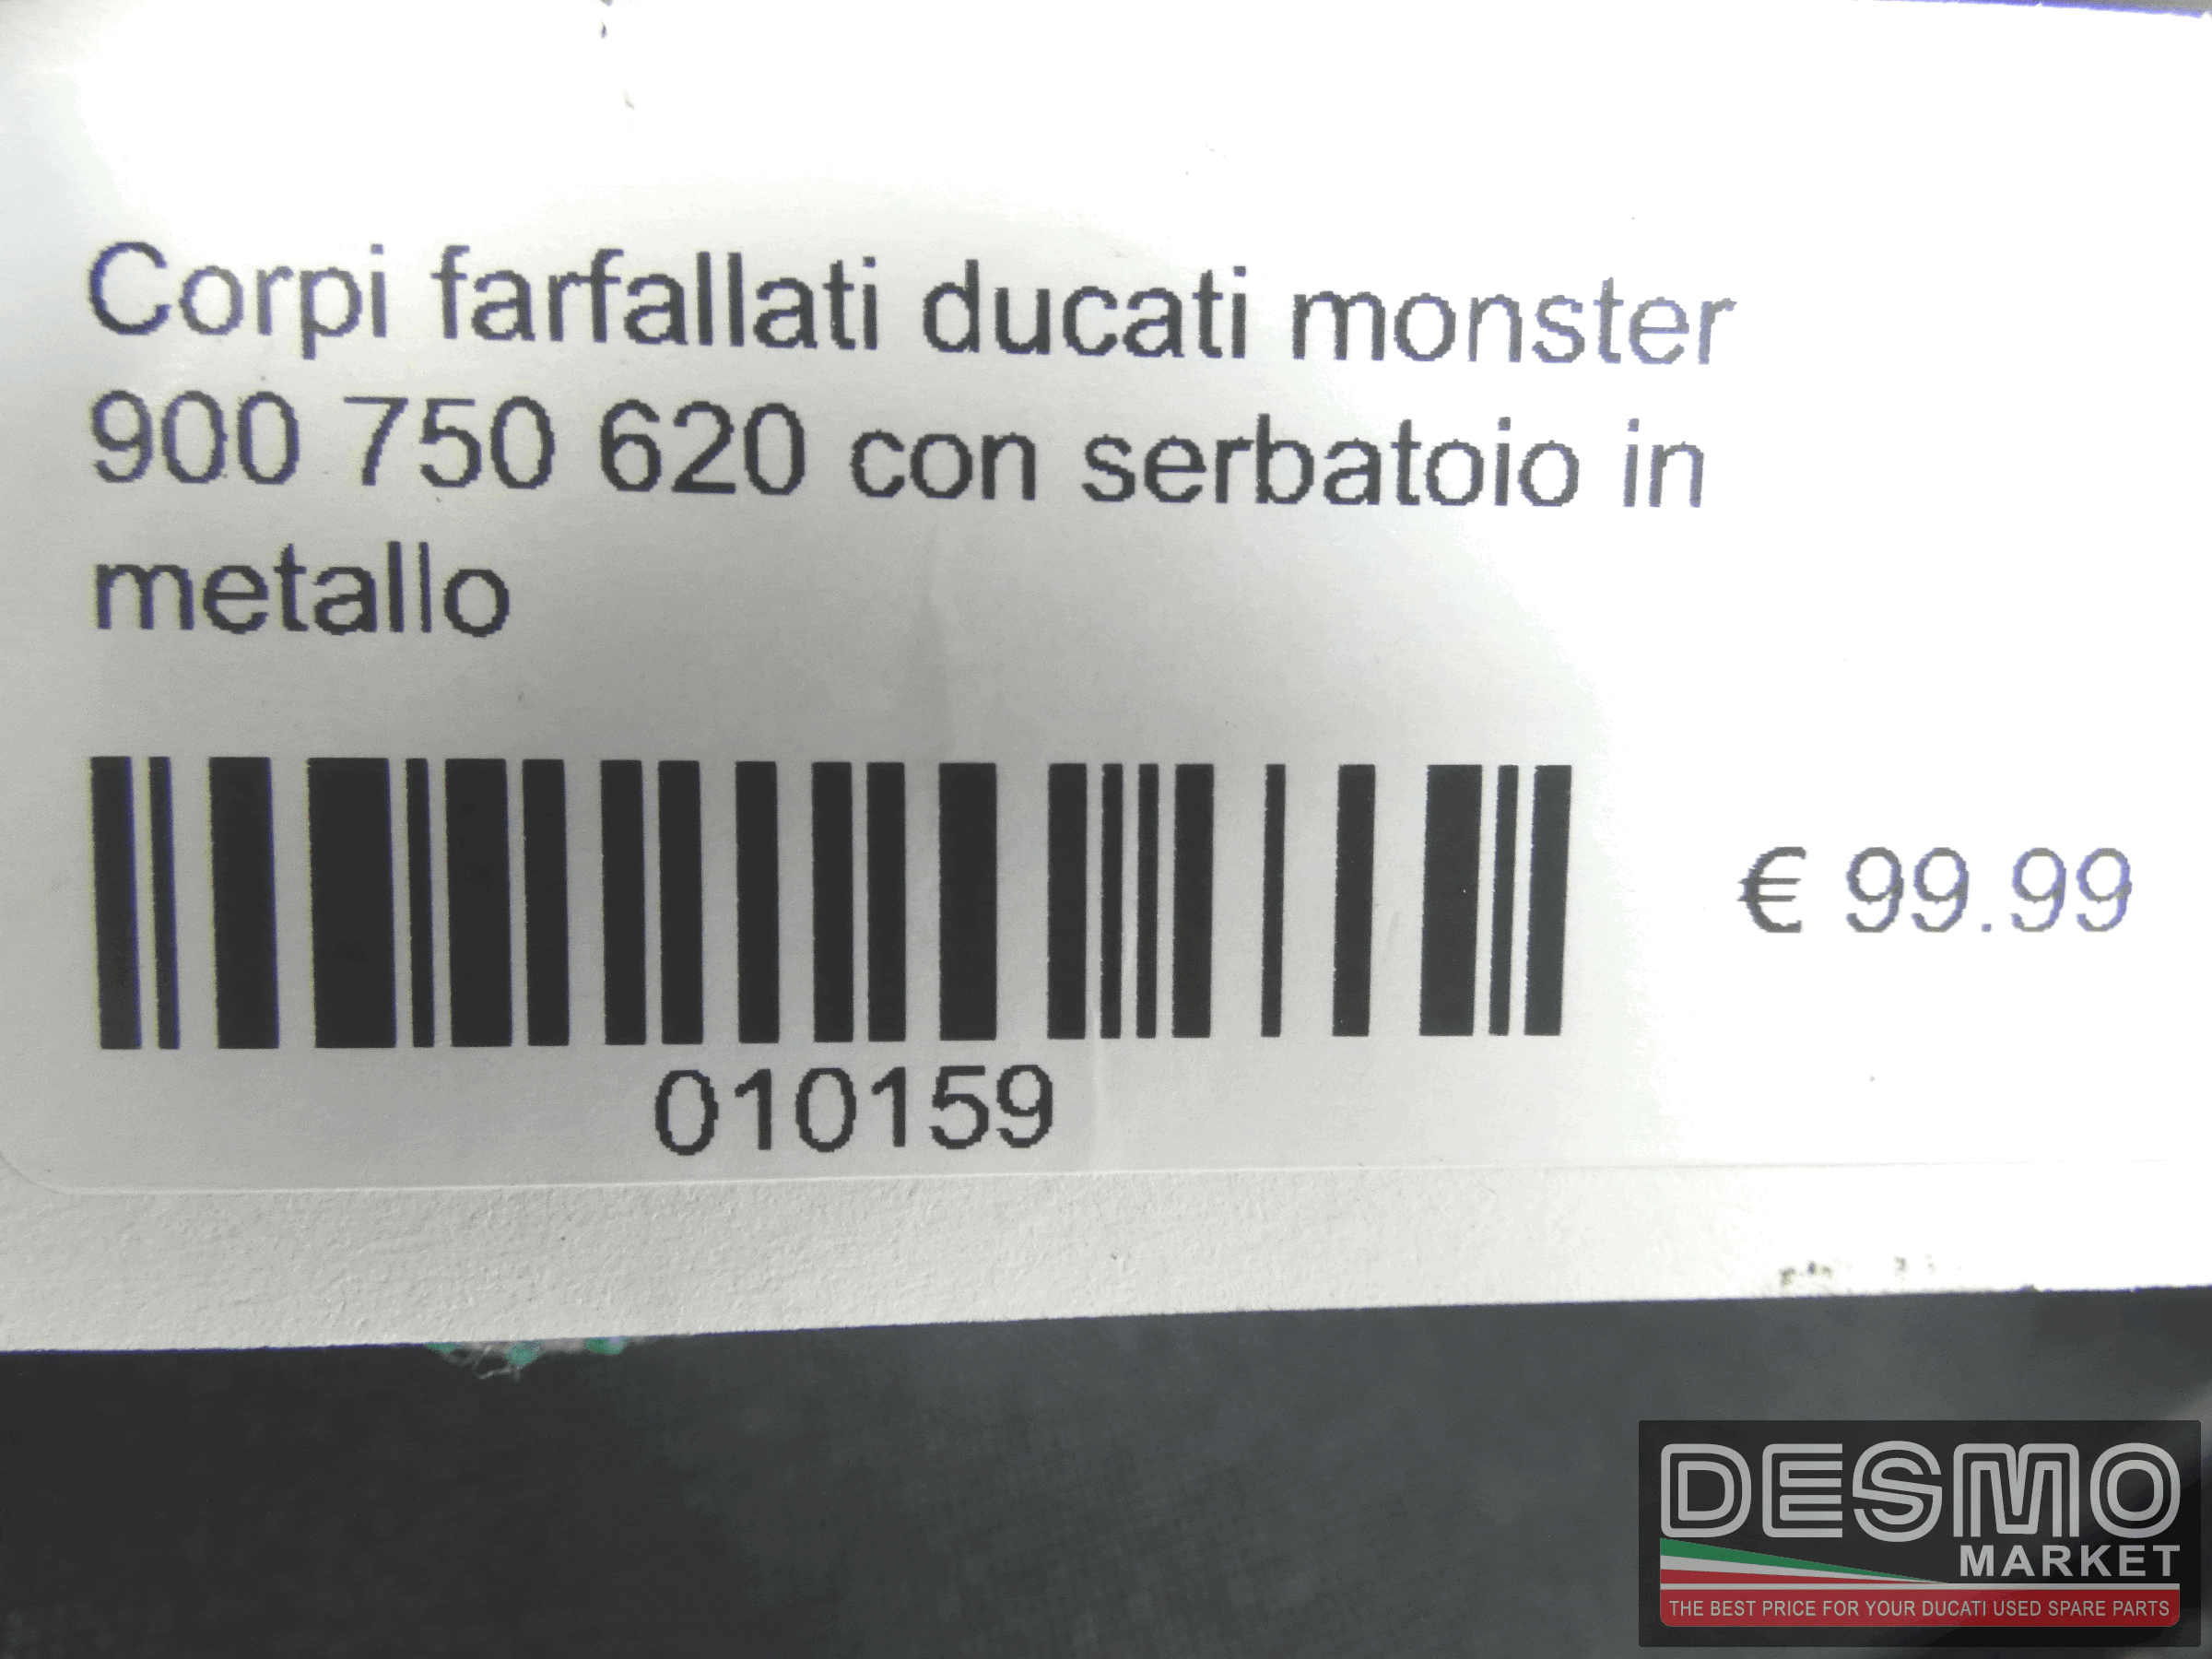 Corpi farfallati ducati monster
900 750 620 con serbatoio in
metallo
€ 99.99
010159
DESMO
MARKET
THE BEST PRICE FOR YOUR DUCATI USED SPARE PARTS